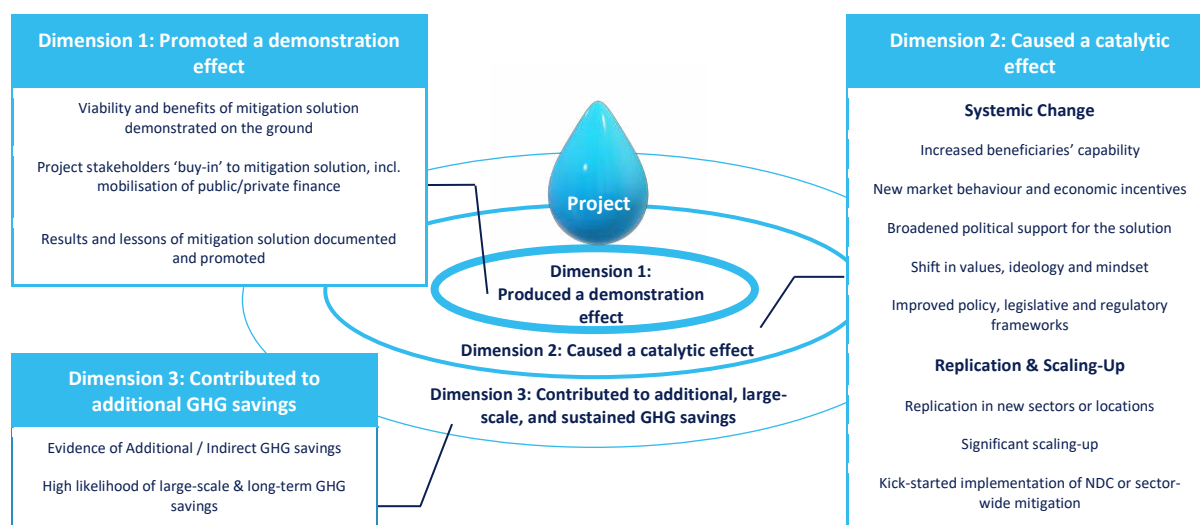 Dimension 1: Promoted a demonstration
effect
Viability and benefits of mitigation solution
demonstrated on the ground
Project stakeholders ‘buy-in’ to mitigation solution, incl.
mobilisation of public/private finance
Results and lessons of mitigation solution documented
and promoted
Dimension 3: Contributed to
additional GHG savings
Evidence of Additional / Indirect GHG savings
High likelihood of large-scale & long-term GHG
savings
Project
Dimension 1:
Produced a demonstration
effect
Dimension 2: Caused a catalytic effect
Dimension 3: Contributed to additional, large-
scale, and sustained GHG savings
Dimension 2: Caused a catalytic
effect
Systemic Change
Increased beneficiaries’ capability
New market behaviour and economic incentives
Broadened political support for the solution
Shift in values, ideology and mindset
Improved policy, legislative and regulatory
frameworks
Replication & Scaling-Up
Replication in new sectors or locations
Significant scaling-up
Kick-started implementation of NDC or sector-
wide mitigation